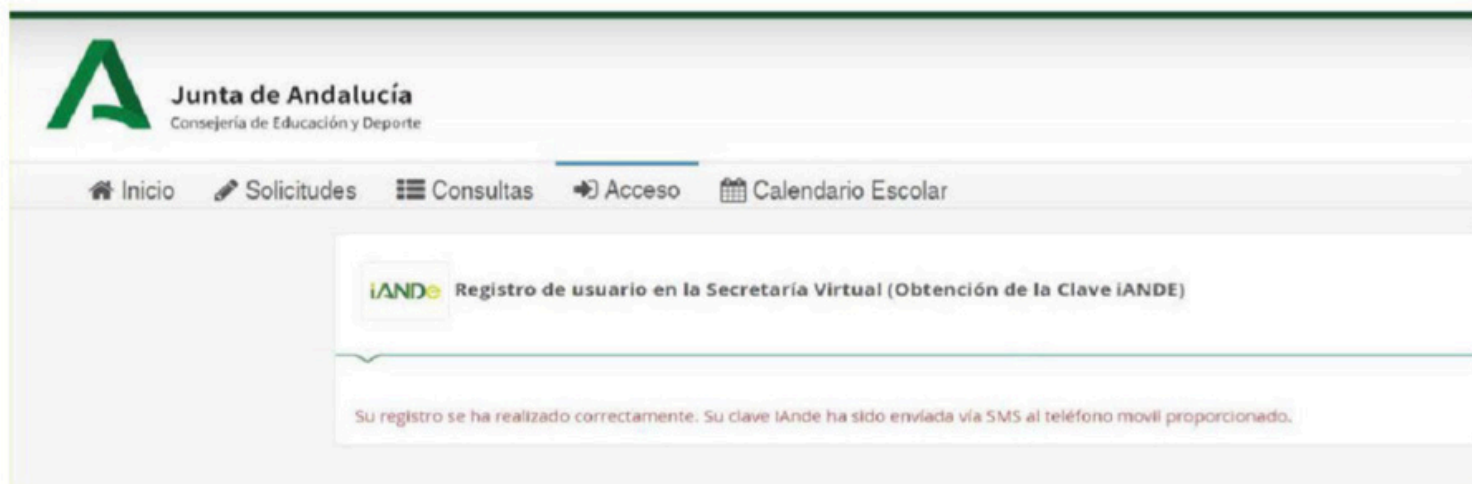 Junta de Andalucía
Consejería de Educación y Deporte
Inicio Solicitudes Consultas Acceso Calendario Escolar
iANDe Registro de usuario en la Secretaría Virtual (Obtención de la Clave iANDE)
Su registro se ha realizado correctamente. Su clave iAnde ha sido enviada vía SMS al teléfono movil proporcionado.